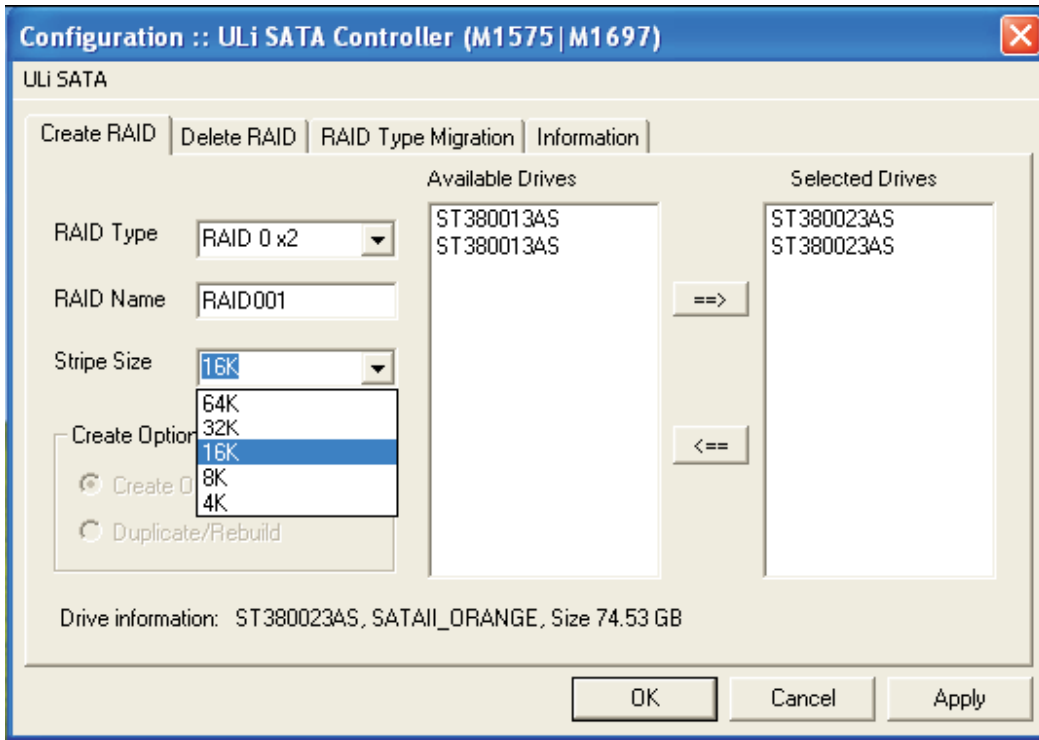 Configuration :: ULi SATA Controller (M1575|M1697)
ULi SATA
Create RAID
Delete RAID
RAID Type Migration
Information
Available Drives
Selected Drives
RAID Type
RAID 0 x2
RAID Name
RAID001
Stripe Size
16K
64K
32K
16K
8K
4K
Create Option
Create O
Duplicate/Rebuild
ST380013AS
ST380013AS
==>
<==
ST380023AS
ST380023AS
Drive information: ST380023AS, SATAII_ORANGE, Size 74.53 GB
OK
Cancel
Apply